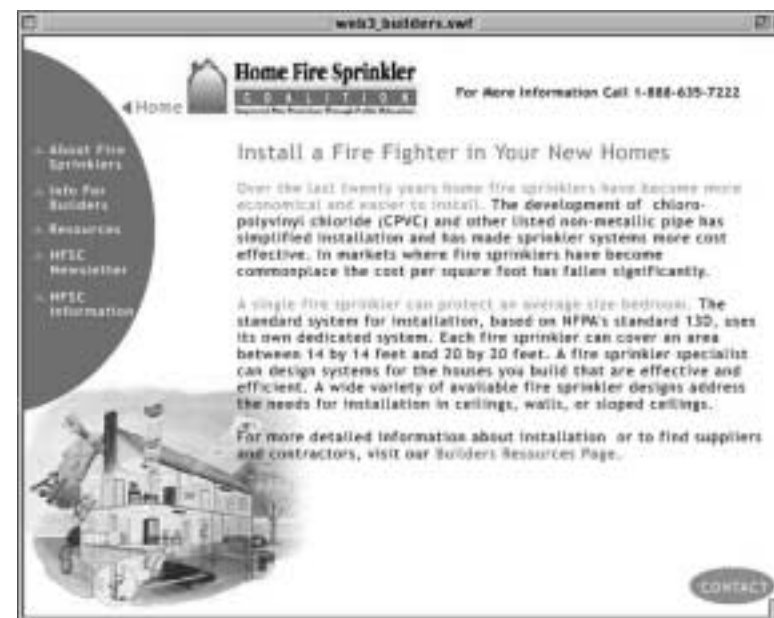 web3_builders.swf
Home Fire Sprinkler
COALITION
Improved Fire Protection Through Public Education
For More Information Call 1-888-635-7222
Home
About Fire
Sprinklers
Info For
Builders
Resources
HFSC
Newsletter
HFSC
Information
Install a Fire Fighter in Your New Homes
Over the last twenty years home fire sprinklers have become more
economical and easier to install. The development of chloro-
polyvinyl chloride (CPVC) and other listed non-metallic pipe has
simplified installation and has made sprinkler systems more cost
effective. In markets where fire sprinklers have become
commonplace the cost per square foot has fallen significantly.
A single fire sprinkler can protect an average size bedroom. The
standard system for installation, based on NFPA's standard 13D, uses
its own dedicated system. Each fire sprinkler can cover an area
between 14 by 14 feet and 20 by 20 feet. A fire sprinkler specialist
can design systems for the houses you build that are effective and
efficient. A wide variety of available fire sprinkler designs address
the needs for installation in ceilings, walls, or sloped ceilings.
For more detailed information about installation or to find suppliers
and contractors, visit our Builders Resources Page.
CONTACT